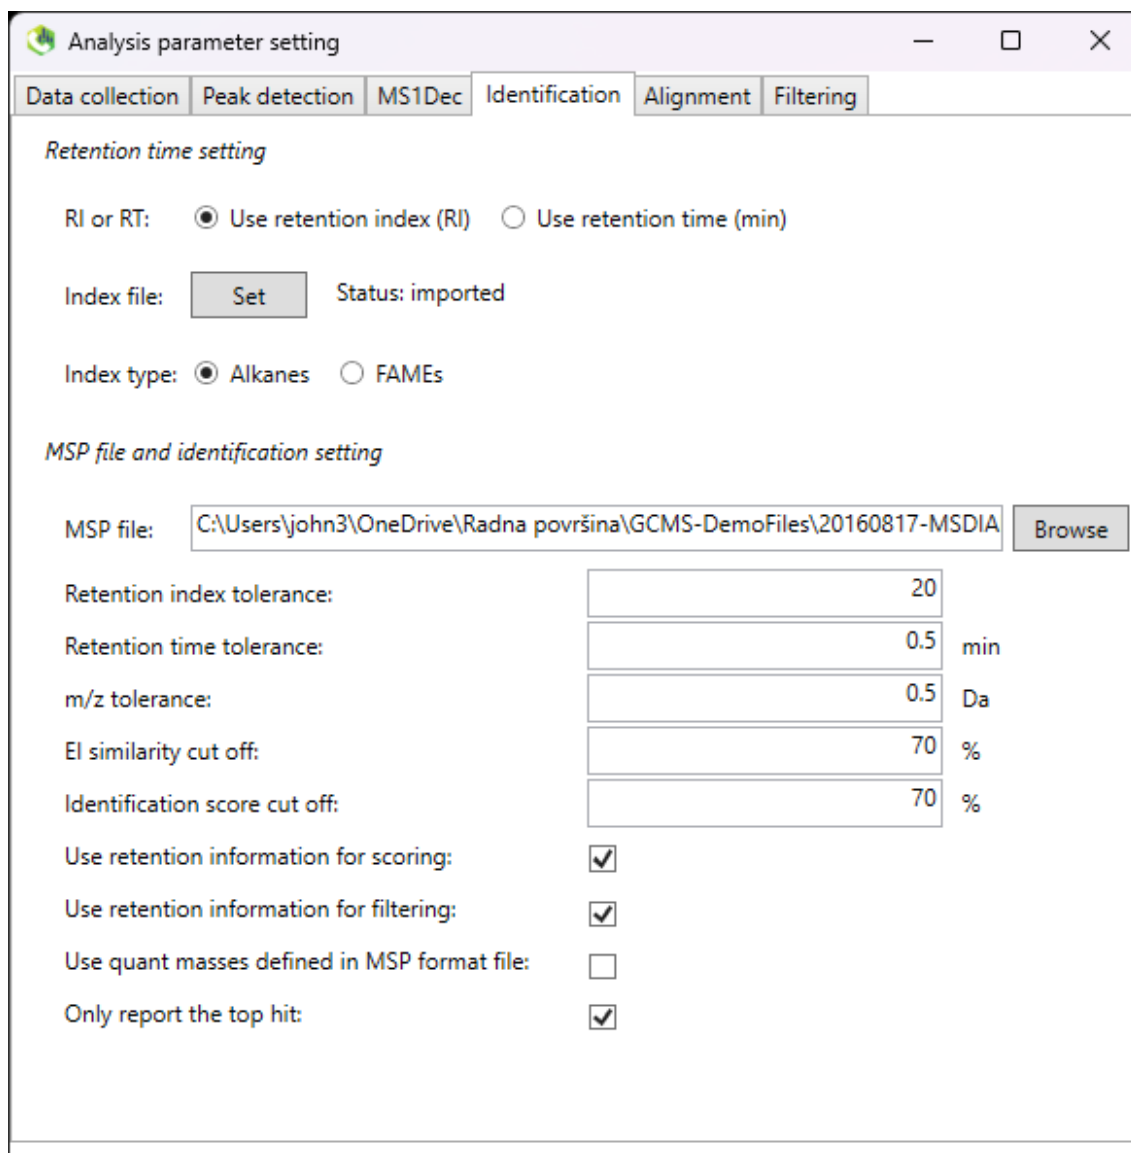 Analysis parameter setting
Data collection Peak detection MS1Dec Identification Alignment Filtering
Retention time setting
RI or RT: Use retention index (RI) Use retention time (min)
Index file: Set Status: imported
Index type: Alkanes FAMEs
MSP file and identification setting
MSP file: C:\Users\john3\OneDrive\Radna površina\GCMS-DemoFiles\20160817-MSDIA Browse
Retention index tolerance: 20
Retention time tolerance: 0.5 min
m/z tolerance: 0.5 Da
EI similarity cut off: 70 %
Identification score cut off: 70 %
Use retention information for scoring:
Use retention information for filtering:
Use quant masses defined in MSP format file:
Only report the top hit: